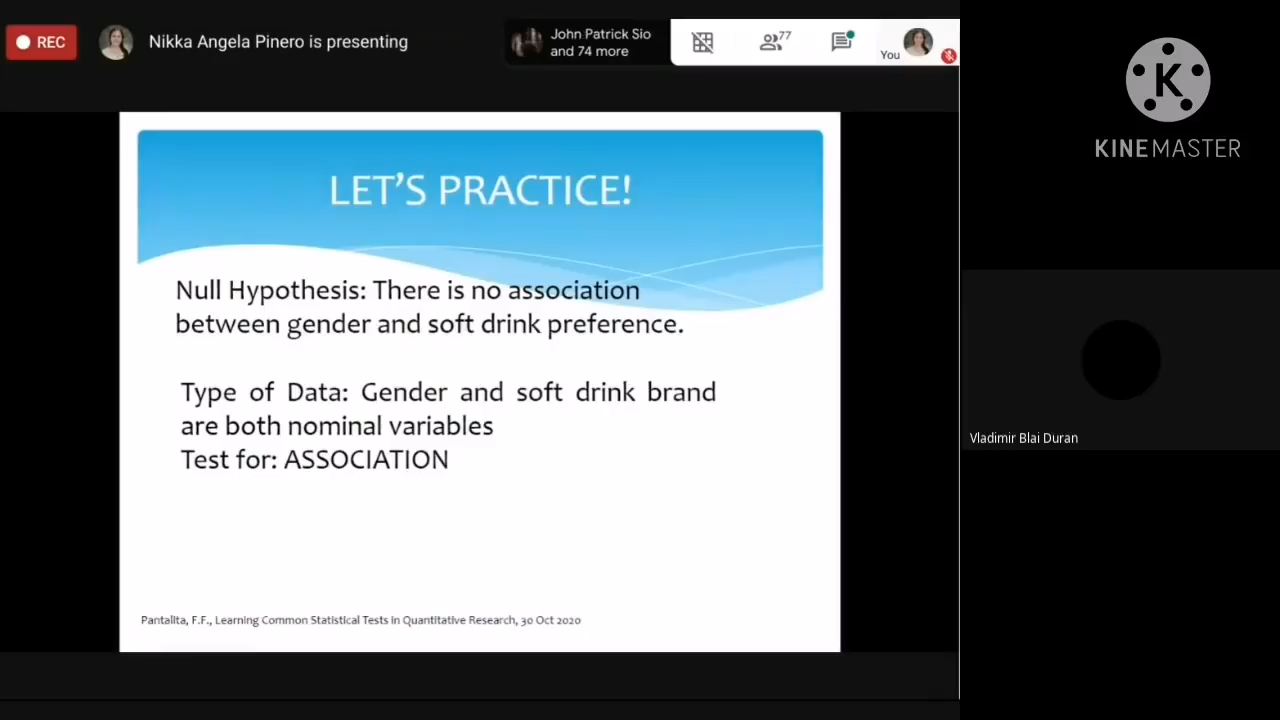 REC
Nikka Angela Pinero is presenting
John Patrick Sio
and 74 more
77
You
K
KINEMASTER
LET'S PRACTICE!
Null Hypothesis: There is no association
between gender and soft drink preference.
Type of Data: Gender and soft drink brand
are both nominal variables
Test for: ASSOCIATION
Vladimir Blai Duran
Pantalita, F.F., Learning Common Statistical Tests in Quantitative Research, 30 Oct 2020